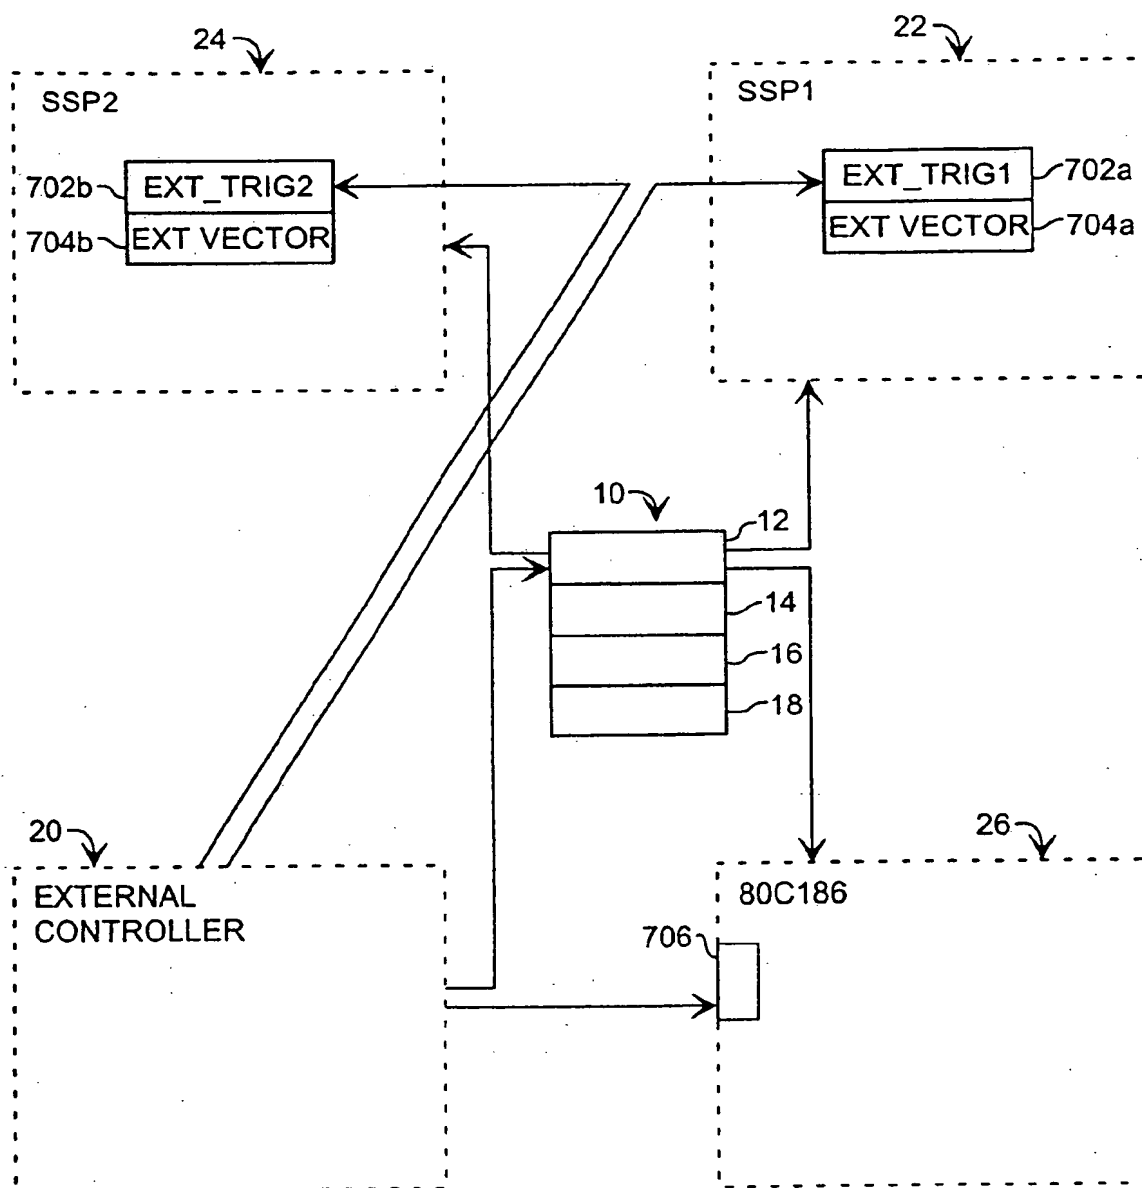 24
22
SSP2
SSP1
702b
EXT_TRIG2
EXT_TRIG1
702a
704b
EXT VECTOR
EXT VECTOR
704a
10
12
14
16
18
20
26
EXTERNAL
CONTROLLER
80C186
706